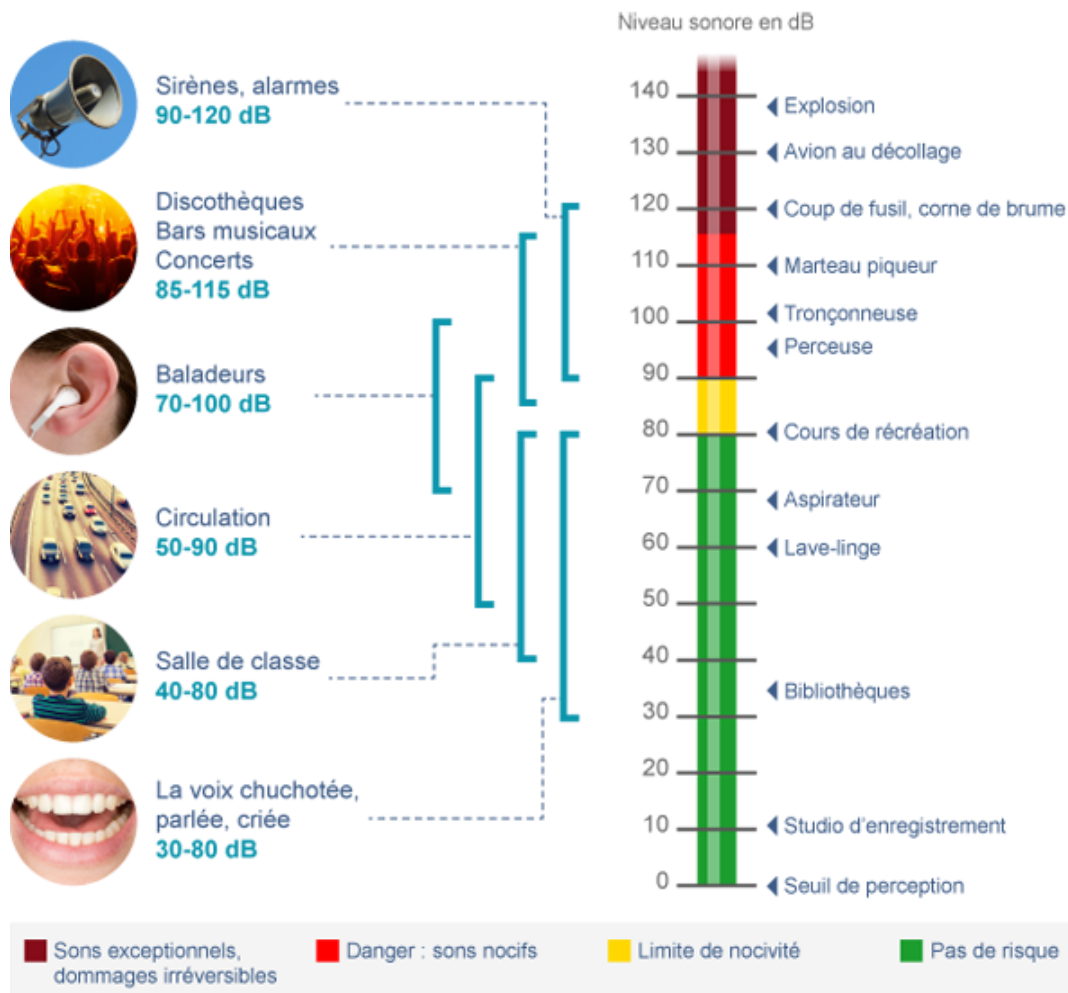 Niveau sonore en dB
Sirènes, alarmes
90-120 dB
Discothèques
Bars musicaux
Concerts
85-115 dB
Baladeurs
70-100 dB
Circulation
50-90 dB
Salle de classe
40-80 dB
La voix chuchotée,
parlée, criée
30-80 dB
140
Explosion
130
Avion au décollage
120
Coup de fusil, corne de brume
110
Marteau piqueur
100
Tronçonneuse
Perceuse
90
80
Cours de récréation
70
Aspirateur
60
Lave-linge
50
40
Bibliothèques
30
20
10
Studio d'enregistrement
0
Seuil de perception
Sons exceptionnels,
dommages irréversibles
Danger : sons nocifs
Limite de nocivité
Pas de risque